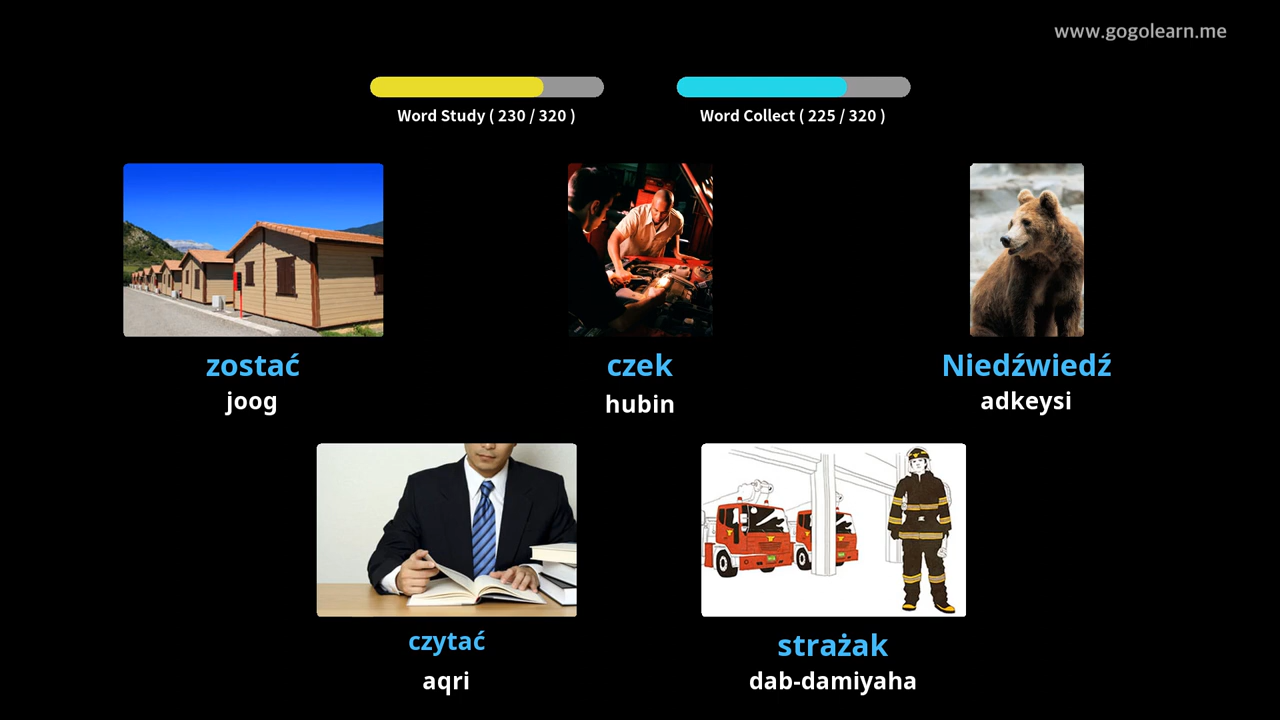 www.gogolearn.me
Word Study ( 230 / 320 )
Word Collect ( 225 / 320 )
zostać
joog
czek
hubin
Niedźwiedź
adkeysi
czytać
aqri
strażak
dab-damiyaha